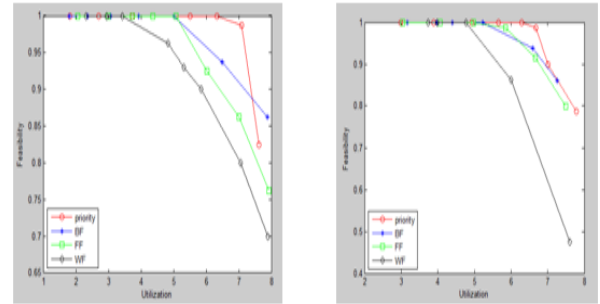 1
0.95
0.9
0.85
0.8
0.75
0.7
0.65
Feasibility
priority
BF
FF
WF
1 2 3 4 5 6 7 8
Utilization
1
0.9
0.8
0.7
0.6
0.5
0.4
Feasibility
priority
BF
FF
WF
2 3 4 5 6 7 8
Utilization